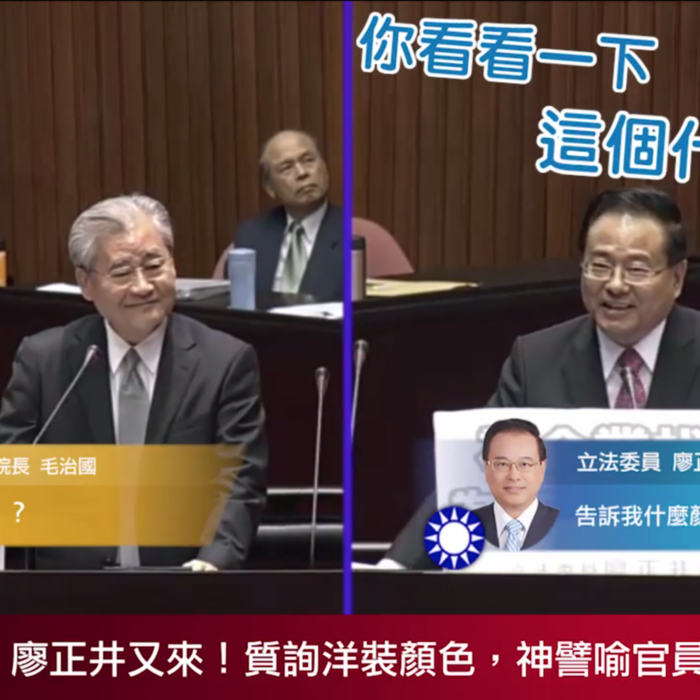 你看看一下
這個
院長 毛治國
?
立法委員 廖正
告訴我什麼顏
廖正井又來！質詢洋裝顏色，神譬喻官員